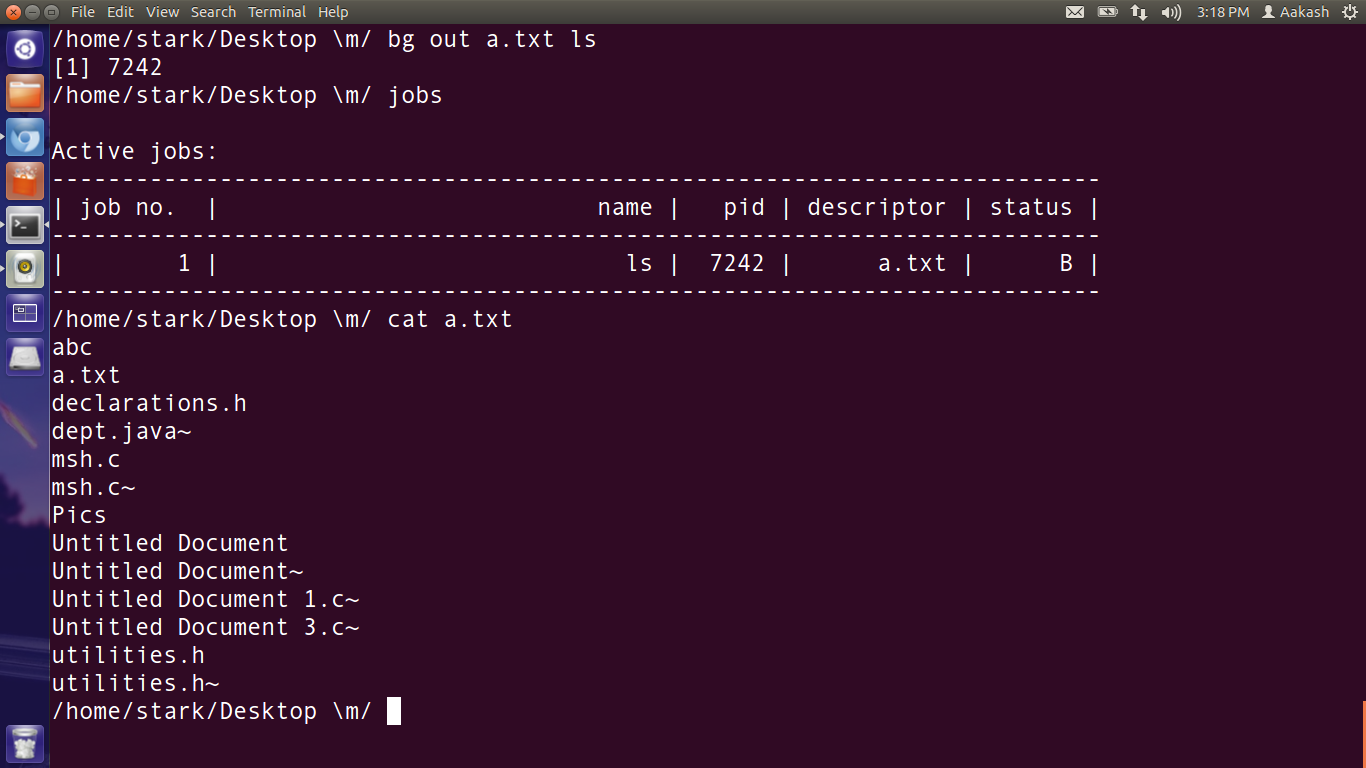 File Edit View Search Terminal Help 3:18 PM Aakash
/home/stark/Desktop \m/ bg out a.txt ls
[1] 7242
/home/stark/Desktop \m/ jobs
Active jobs:
---------------------------------------------------------------------------
| job no. | name | pid | descriptor | status |
---------------------------------------------------------------------------
| 1 | ls | 7242 | a.txt | B |
---------------------------------------------------------------------------
/home/stark/Desktop \m/ cat a.txt
abc
a.txt
declarations.h
dept.java~
msh.c
msh.c~
Pics
Untitled Document
Untitled Document~
Untitled Document 1.c~
Untitled Document 3.c~
utilities.h
utilities.h~
/home/stark/Desktop \m/